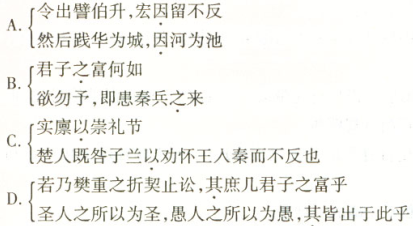 A. 令出譬伯升,宏因留不反
然后践华为城,因河为池
B. 君子之富何如
欲勿予,即患秦兵之来
C. 实廪以崇礼节
楚人既咎子兰以劝怀王入秦而不反也
D. 若乃樊重之折契止讼,其庶几君子之富乎
圣人之所以为圣,愚人之所以为愚,其皆出于此乎